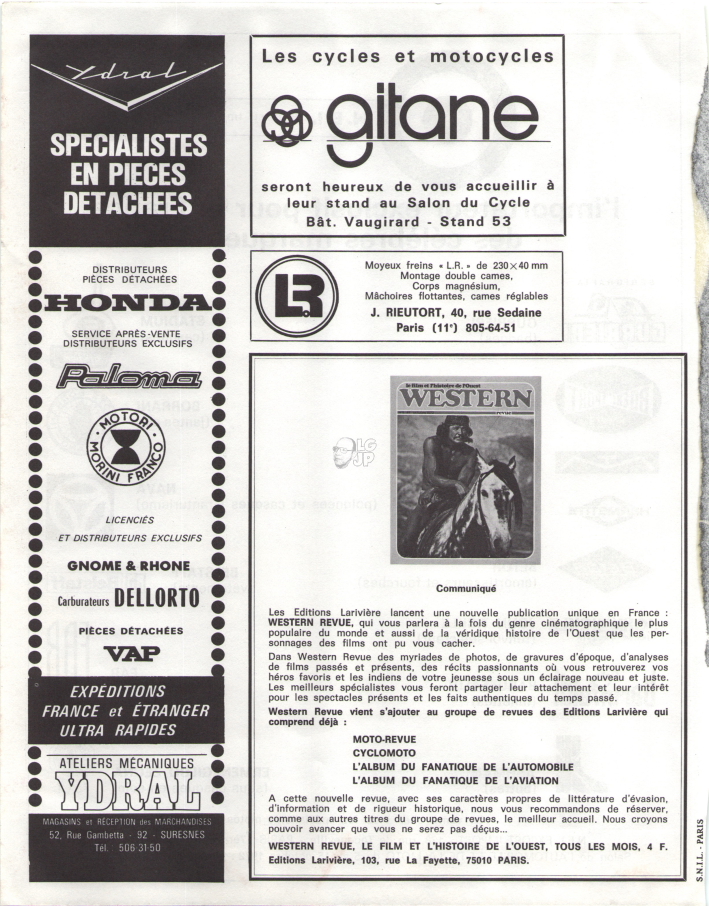 Ydral
SPECIALISTES
EN PIECES
DETACHEES
DISTRIBUTEURS
PIÈCES DÉTACHÉES
HONDA
SERVICE APRÈS-VENTE
DISTRIBUTEURS EXCLUSIFS
Paloma
MOTORI
MORINI FRANCO
LICENCIÉS
ET DISTRIBUTEURS EXCLUSIFS
GNOME & RHONE
Carburateurs DELLORTO
PIÈCES DÉTACHÉES
VAP
EXPÉDITIONS
FRANCE et ÉTRANGER
ULTRA RAPIDES
ATELIERS MÉCANIQUES
YDRAL
MAGASINS et RÉCEPTION des MARCHANDISES
52, Rue Gambetta - 92 - SURESNES
Tél. : 506-31-50
Les cycles et motocycles
gitane
seront heureux de vous accueillir à
leur stand au Salon du Cycle
Bât. Vaugirard - Stand 53
LR
Moyeux freins « L.R. » de 230×40 mm
Montage double cames,
Corps magnésium,
Mâchoires flottantes, cames réglables
J. RIEUTORT, 40, rue Sedaine
Paris (11e) 805-64-51
le film et l'histoire de l'Ouest
WESTERN
LG
JP
Communiqué
Les Editions Larivière lancent une nouvelle publication unique en France :
WESTERN REVUE, qui vous parlera à la fois du genre cinématographique le plus
populaire du monde et aussi de la véridique histoire de l'Ouest que les per-
sonnages des films ont pu vous cacher.
Dans Western Revue des myriades de photos, de gravures d'époque, d'analyses
de films passés et présents, des récits passionnants où vous retrouverez vos
héros favoris et les indiens de votre jeunesse sous un éclairage nouveau et juste.
Les meilleurs spécialistes vous feront partager leur attachement et leur intérêt
pour les spectacles présents et les faits authentiques du temps passé.
Western Revue vient s'ajouter au groupe de revues des Editions Larivière qui
comprend déjà :
MOTO-REVUE
CYCLOMOTO
L'ALBUM DU FANATIQUE DE L'AUTOMOBILE
L'ALBUM DU FANATIQUE DE L'AVIATION
A cette nouvelle revue, avec ses caractères propres de littérature d'évasion,
d'information et de rigueur historique, nous vous recommandons de réserver,
comme aux autres titres du groupe de revues, le meilleur accueil. Nous croyons
pouvoir avancer que vous ne serez pas déçus...
WESTERN REVUE, LE FILM ET L'HISTOIRE DE L'OUEST, TOUS LES MOIS, 4 F.
Editions Larivière, 103, rue La Fayette, 75010 PARIS.
S.N.I.L. - PARIS